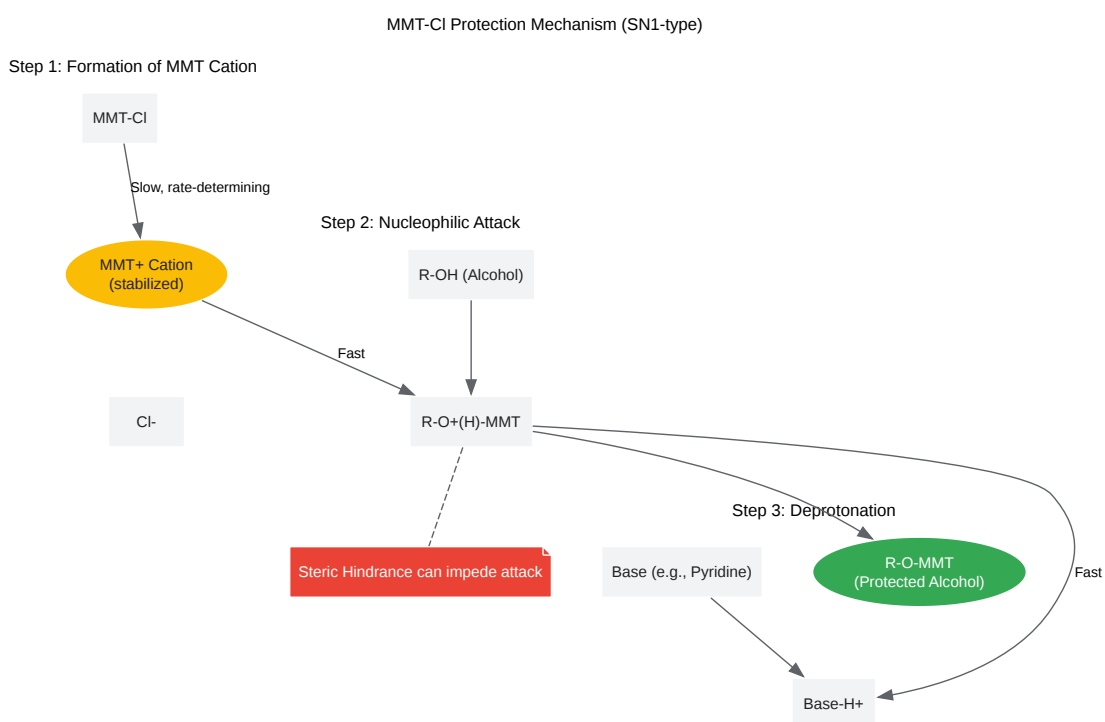 MMT-Cl Protection Mechanism (SN1-type)
Step 1: Formation of MMT Cation
MMT-Cl
Slow, rate-determining
Step 2: Nucleophilic Attack
MMT+ Cation
(stabilized)
R-OH (Alcohol)
Fast
Cl-
R-O+(H)-MMT
Step 3: Deprotonation
Steric Hindrance can impede attack
Base (e.g., Pyridine)
R-O-MMT
(Protected Alcohol)
Fast
Base-H+